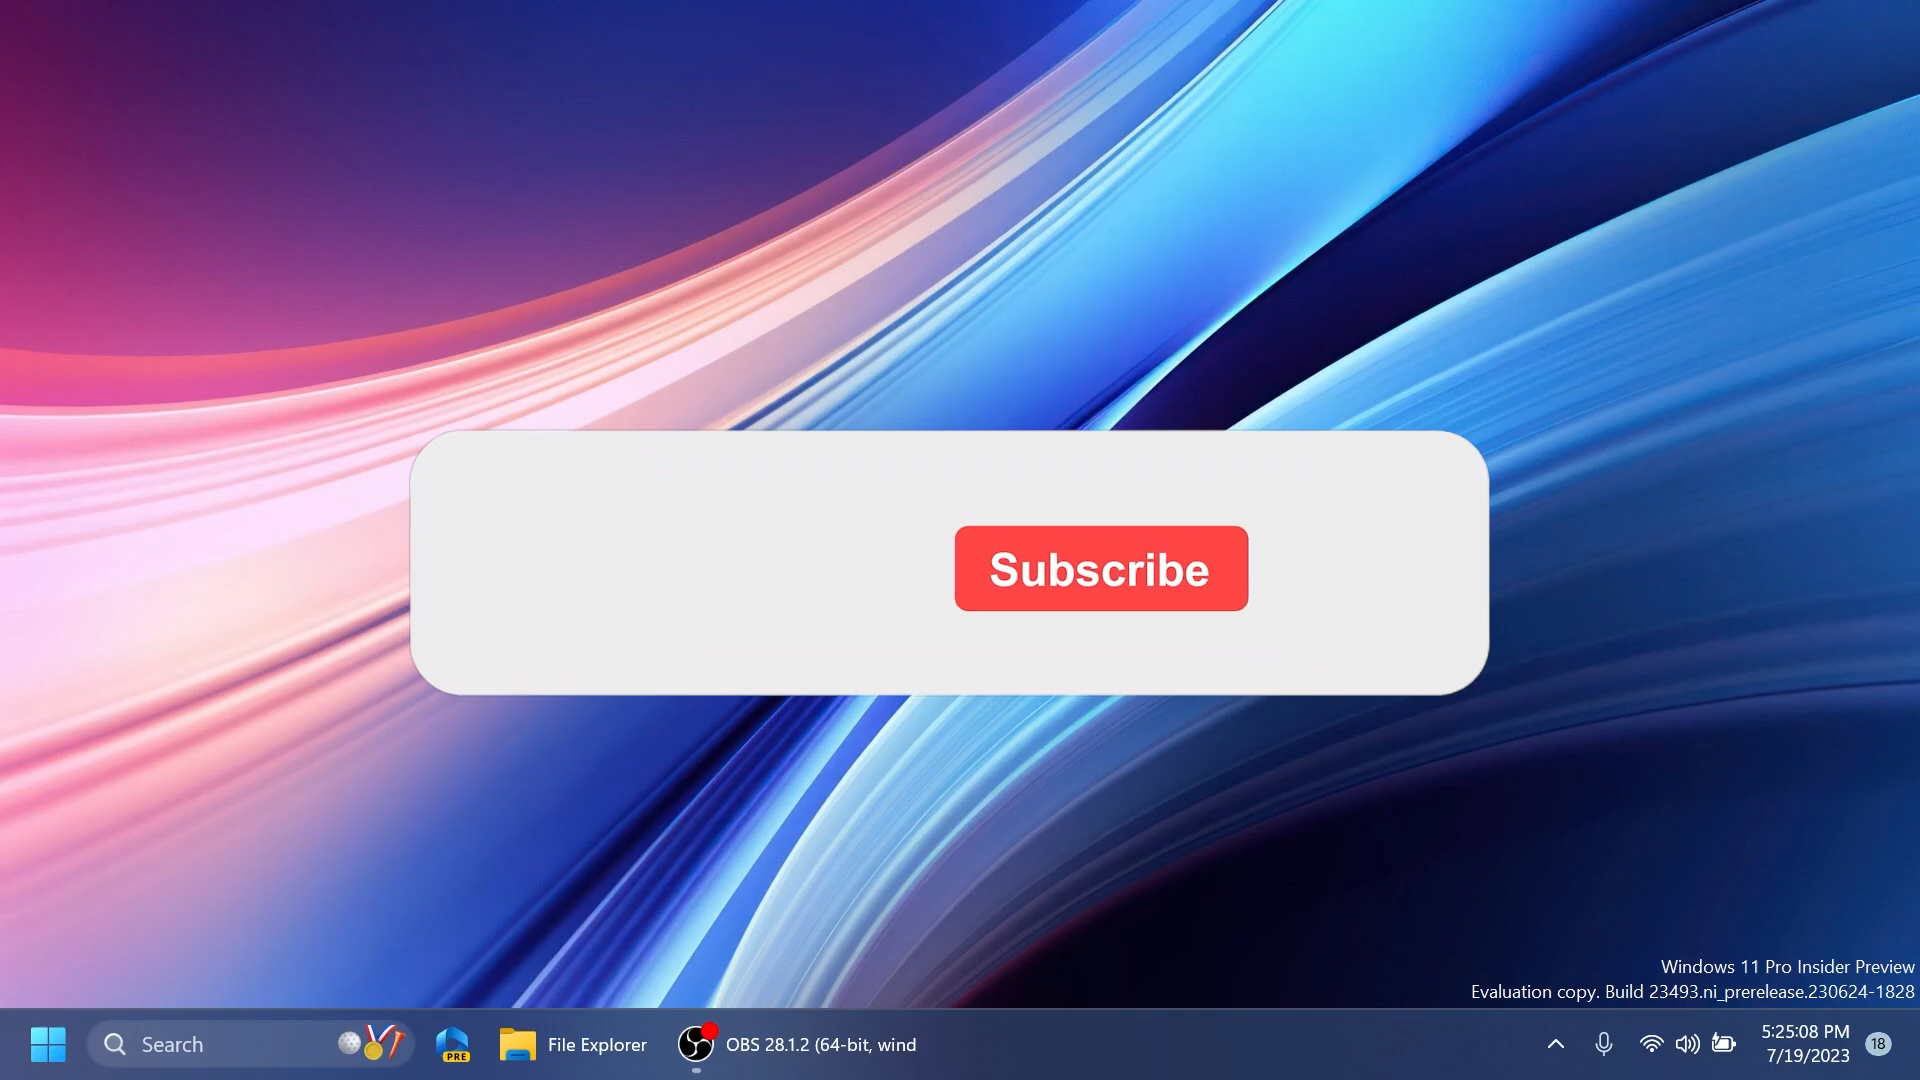 Subscribe
Windows 11 Pro Insider Preview
Evaluation copy. Build 23493.ni_prerelease.230624-1828
Search
PRE
File Explorer
OBS 28.1.2 (64-bit, wind
5:25:08 PM
7/19/2023
18